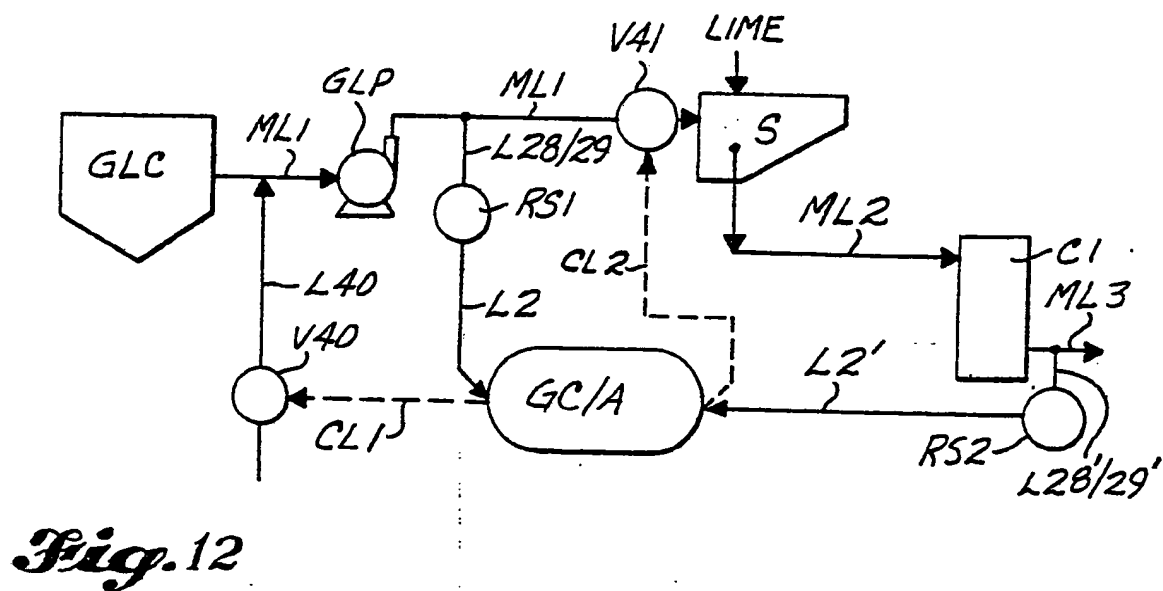 LIME
V41
GLP
ML1
ML1
GLC
L28/29
S
RS1
ML2
C1
CL2
ML3
L40
L2
V40
L2'
GC/A
CL1
RS2
L28'/29'
Fig. 12